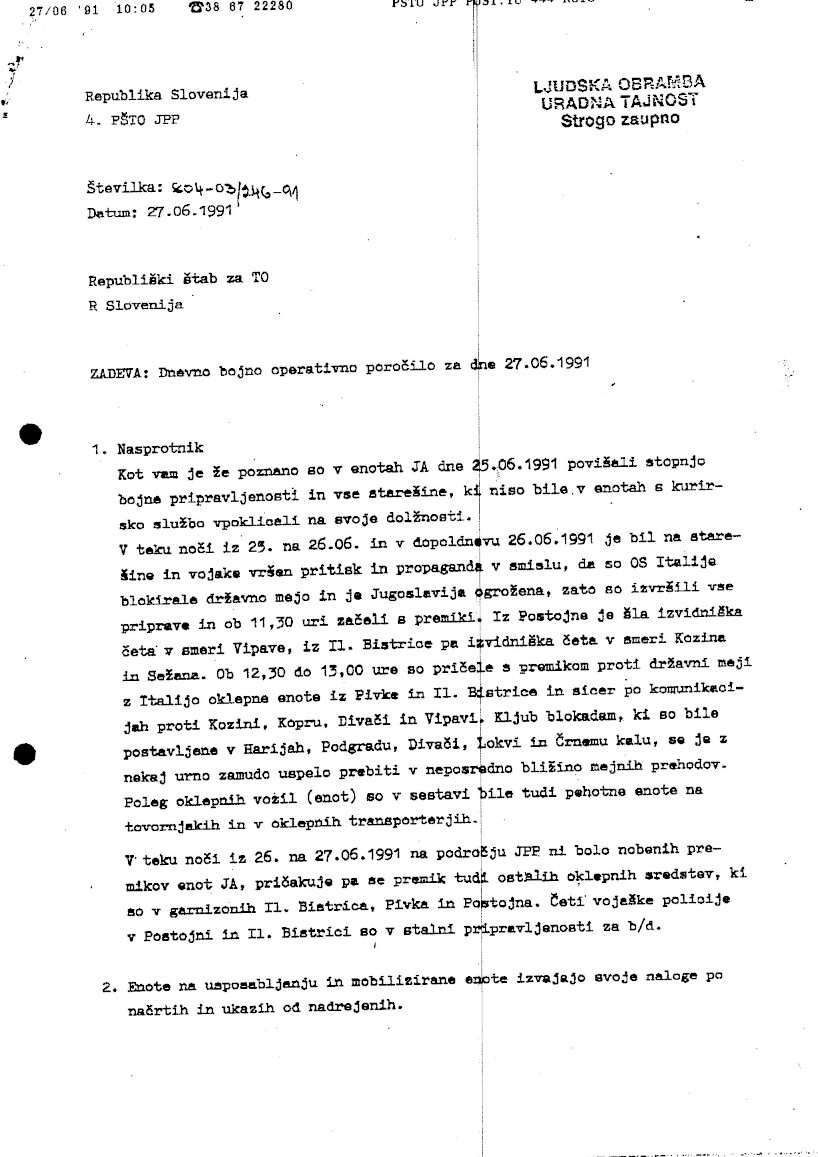 27/06 '91 10:05 ☎38 67 22280 PŠTO JPP
Republika Slovenija
4. PŠTO JPP
LJUDSKA OBRAMBA
URADNA TAJNOST
Strogo zaupno
Številka: 804-03/246-91
Datum: 27.06.1991
Republiški štab za TO
R Slovenija
ZADEVA: Dnevno bojno operativno poročilo za dne 27.06.1991
1. Nasprotnik
Kot vam je že poznano so v enotah JA dne 25.06.1991 povišali stopnjo
bojne pripravljenosti in vse starešine, ki niso bile v enotah s kurir-
sko službo vpoklicali na svoje dolžnosti.
V teku noči iz 25. na 26.06. in v dopoldnevu 26.06.1991 je bil na stare-
šine in vojake vršen pritisk in propaganda v smislu, da so OS Italije
blokirale državno mejo in je Jugoslavija ogrožena, zato so izvršili vse
priprave in ob 11,30 uri začeli s premiki. Iz Postojne je šla izvidniška
četa v smeri Vipave, iz Il. Bistrice pa izvidniška četa v smeri Kozina
in Sežana. Ob 12,30 do 13,00 ure so pričele s premikom proti državni meji
z Italijo oklepne enote iz Pivke in Il. Bistrice in sicer po komunikaci-
jah proti Kozini, Kopru, Divači in Vipavi. Kljub blokadam, ki so bile
postavljene v Harijah, Podgradu, Divači, Lokvi in Črnemu kalu, se je z
nekaj urno zamudo uspelo prebiti v neposredno bližino mejnih prehodov.
Poleg oklepnih vozil (enot) so v sestavi bile tudi pehotne enote na
tovornjakih in v oklepnih transporterjih.
V teku noči iz 26. na 27.06.1991 na področju JPP ni bolo nobenih pre-
mikov enot JA, pričakuje pa se premik tudi ostalih oklepnih sredstev, ki
so v garnizonih Il. Bistrica, Pivka in Postojna. Četi vojaške policije
v Postojni in Il. Bistrici so v stalni pripravljenosti za b/d.
2. Enote na usposabljanju in mobilizirane enote izvajajo svoje naloge po
načrtih in ukazih od nadrejenih.